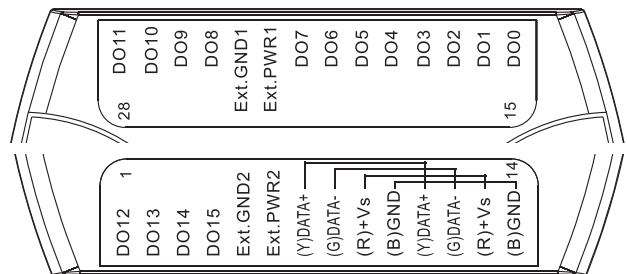 DO11
DO10
DO9
DO8
Ext.GND1
Ext.PWR1
DO7
DO6
DO5
DO4
DO3
DO2
DO1
DO0
28
15
1
14
DO12
DO13
DO14
DO15
Ext.GND2
Ext.PWR2
(Y)DATA+
(G)DATA-
(R)+Vs
(B)GND
(Y)DATA+
(G)DATA-
(R)+Vs
(B)GND